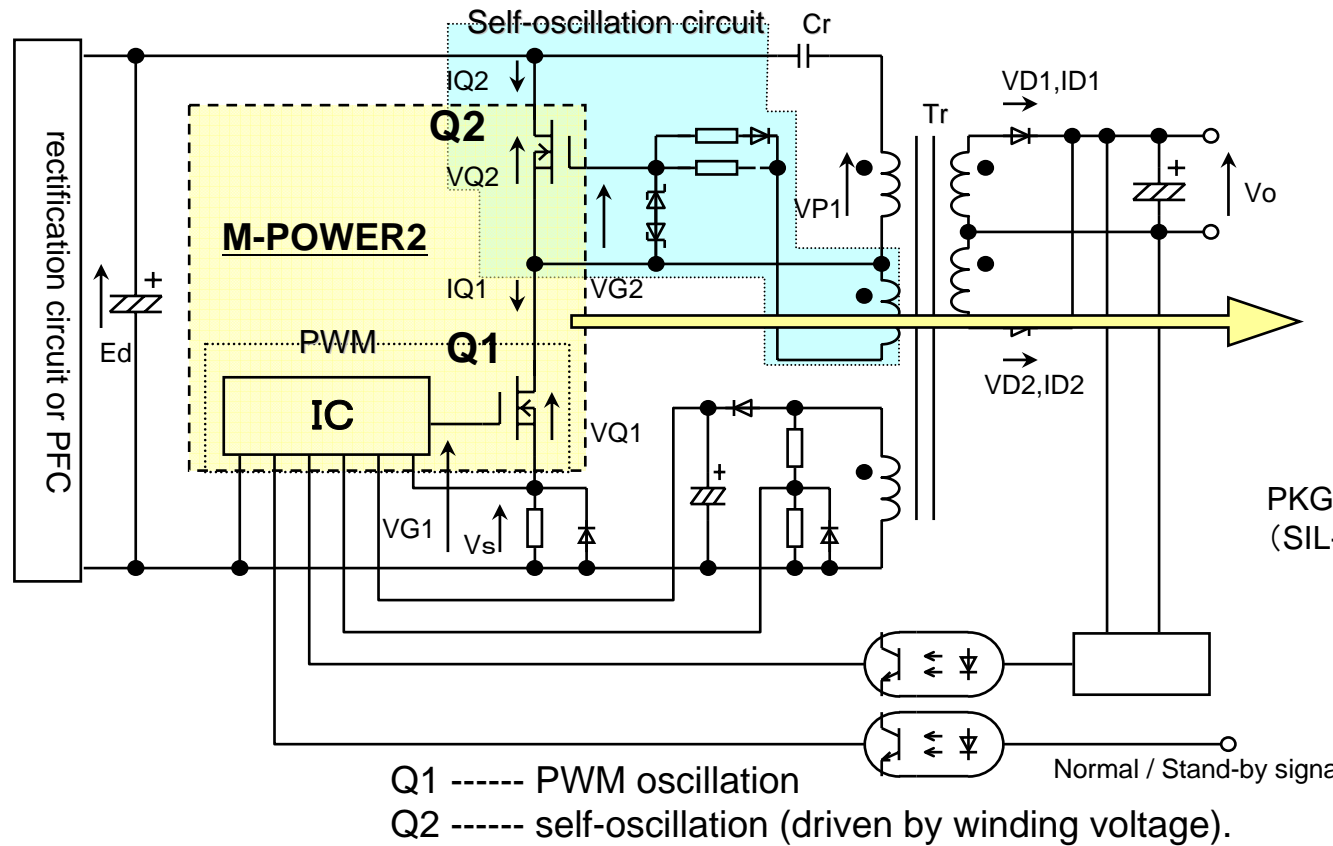 Self-oscillation circuit
Cr
IQ2
VD1,ID1
Q2
Tr
VQ2
VP1
Vo
M-POWER2
rectification circuit or PFC
+
+
IQ1
VG2
Ed
PWM
Q1
VD2,ID2
IC
VQ1
+
VG1
Vs
PKG
(SIL-
Normal / Stand-by signa
Q1 ------ PWM oscillation
Q2 ------ self-oscillation (driven by winding voltage).